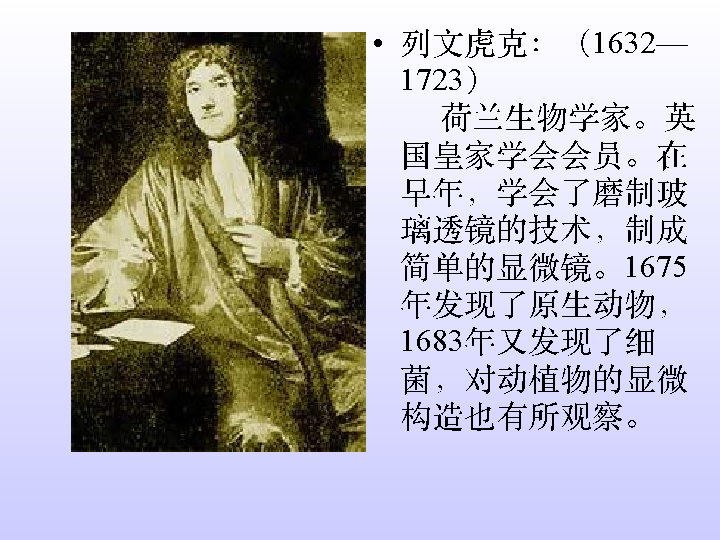 • 列文虎克：（1632—
1723）
荷兰生物学家。英
国皇家学会会员。在
早年，学会了磨制玻
璃透镜的技术，制成
简单的显微镜。1675
年发现了原生动物，
1683年又发现了细
菌，对动植物的显微
构造也有所观察。